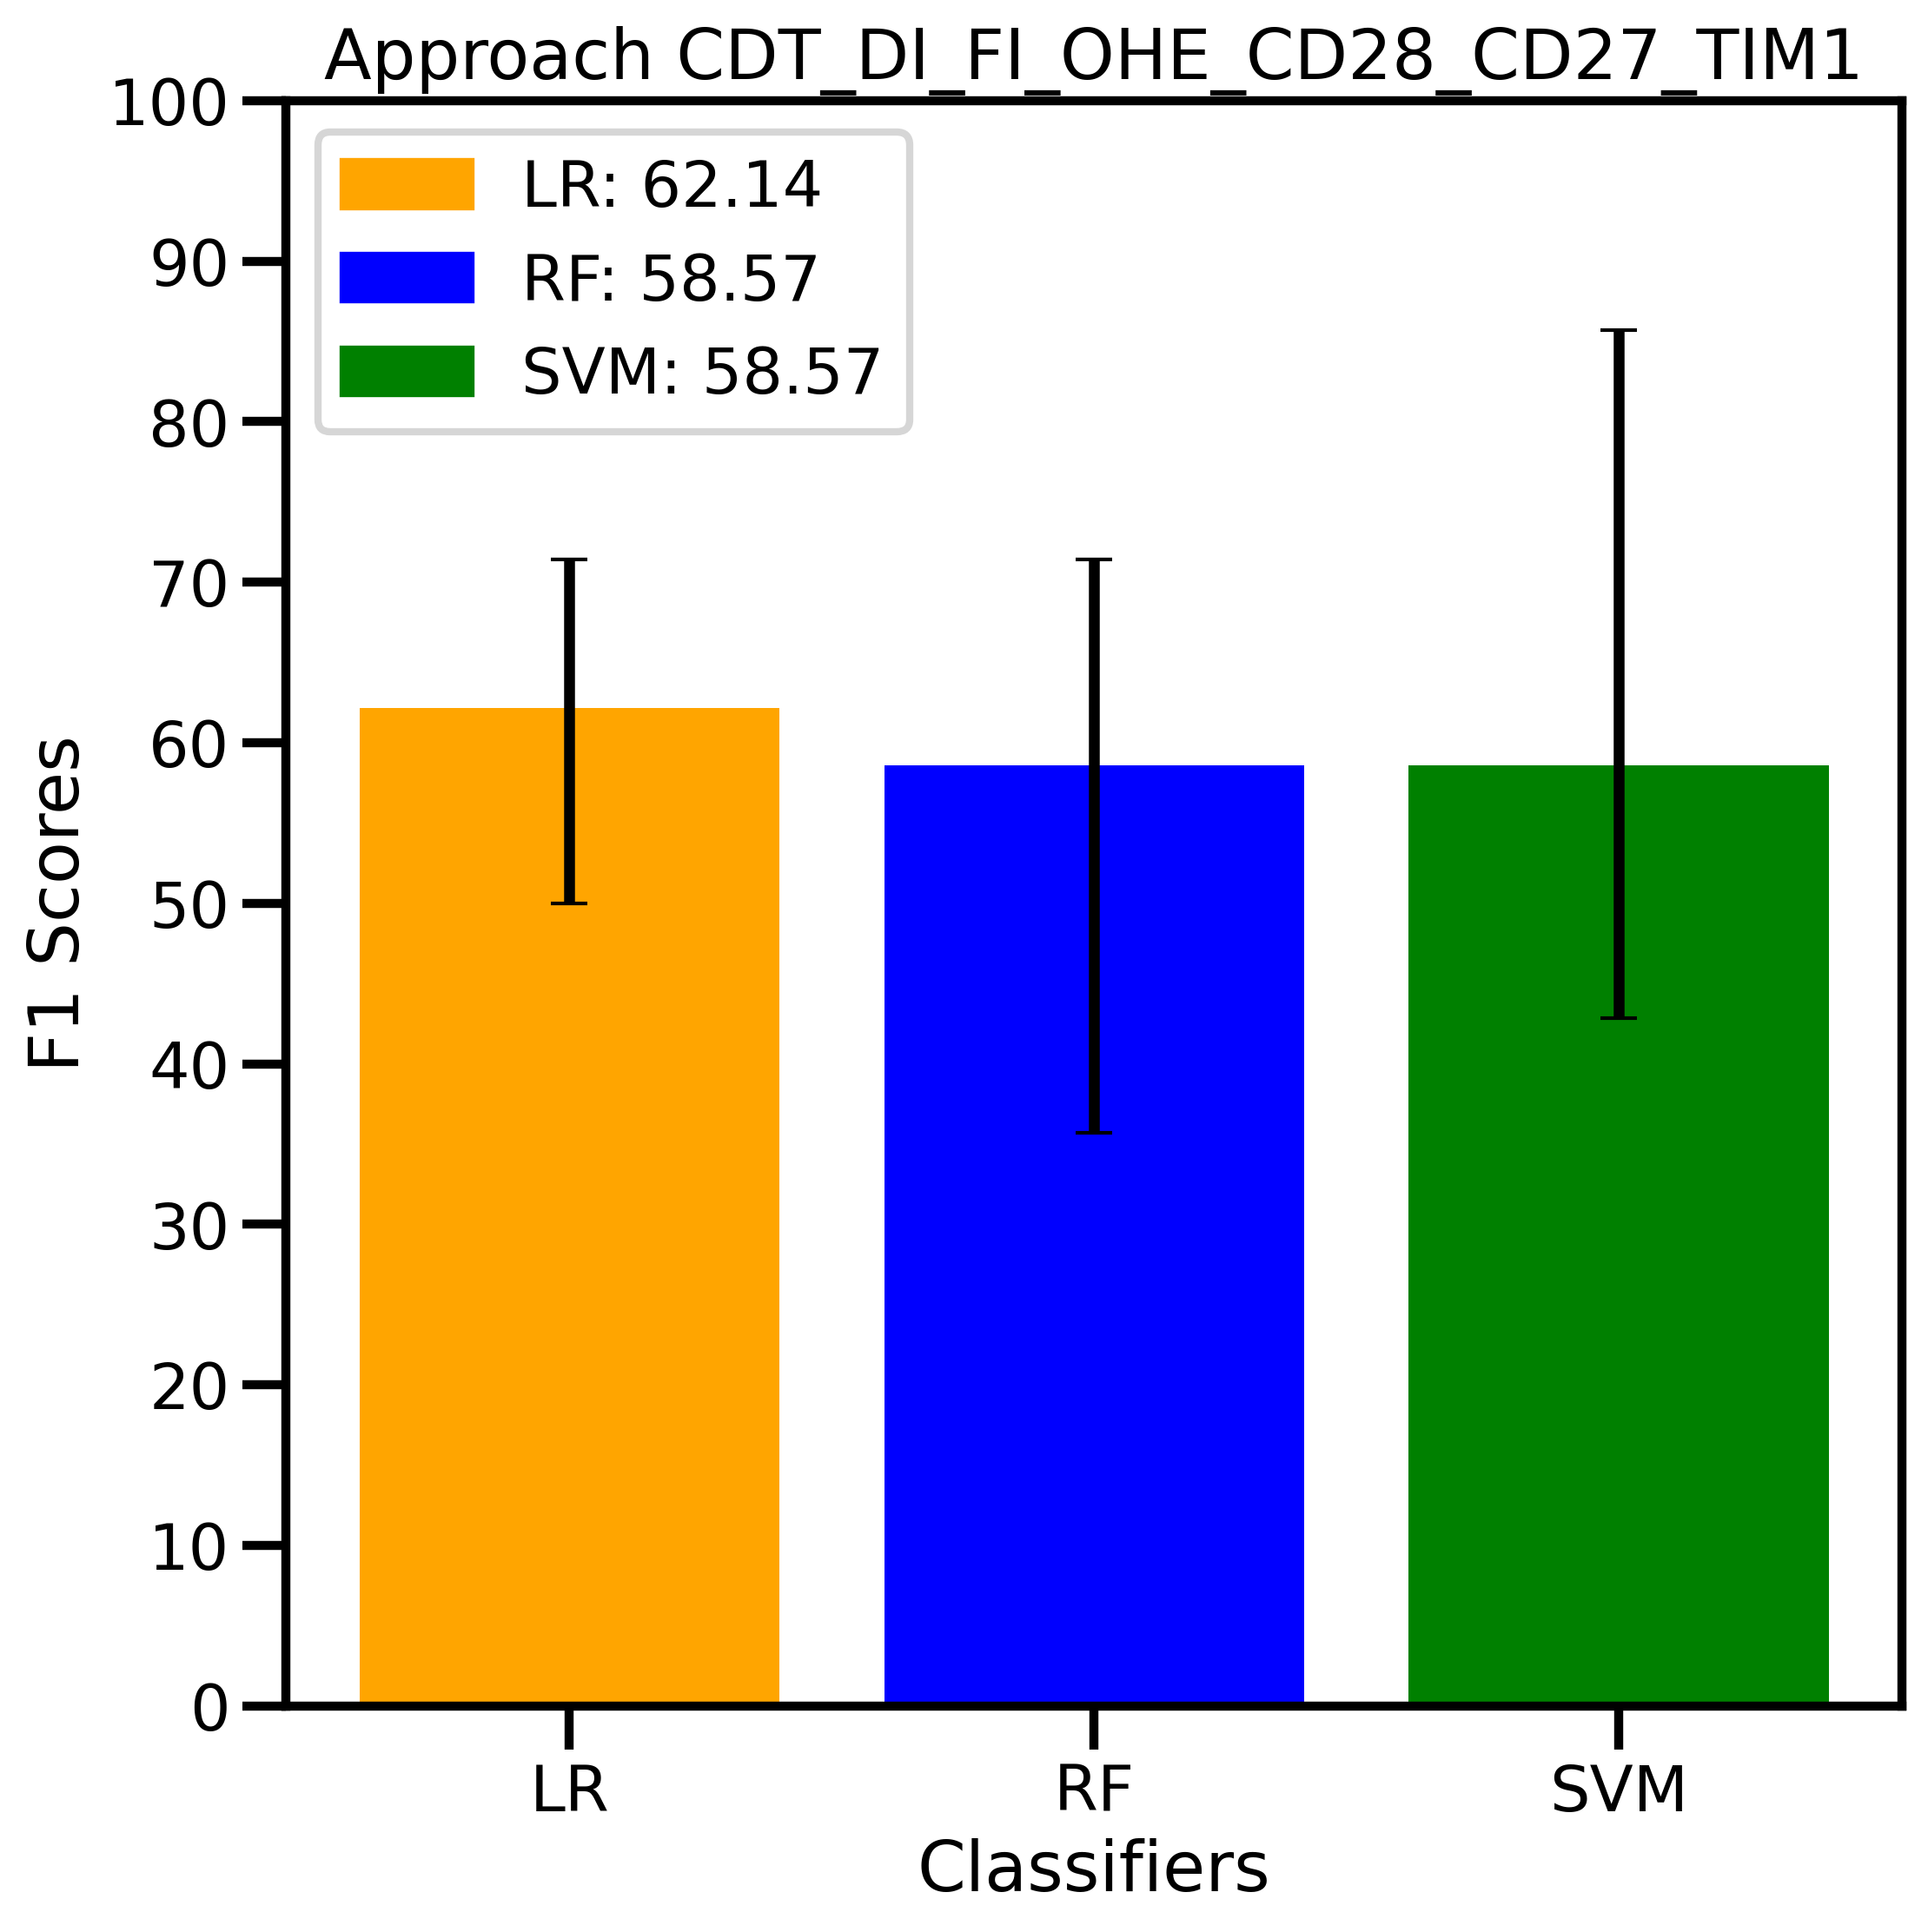 Approach CDT_DI_FI_OHE_CD28_CD27_TIM1
LR: 62.14
RF: 58.57
SVM: 58.57
F1 Scores
100
90
80
70
60
50
40
30
20
10
0
LR
RF
SVM
Classifiers